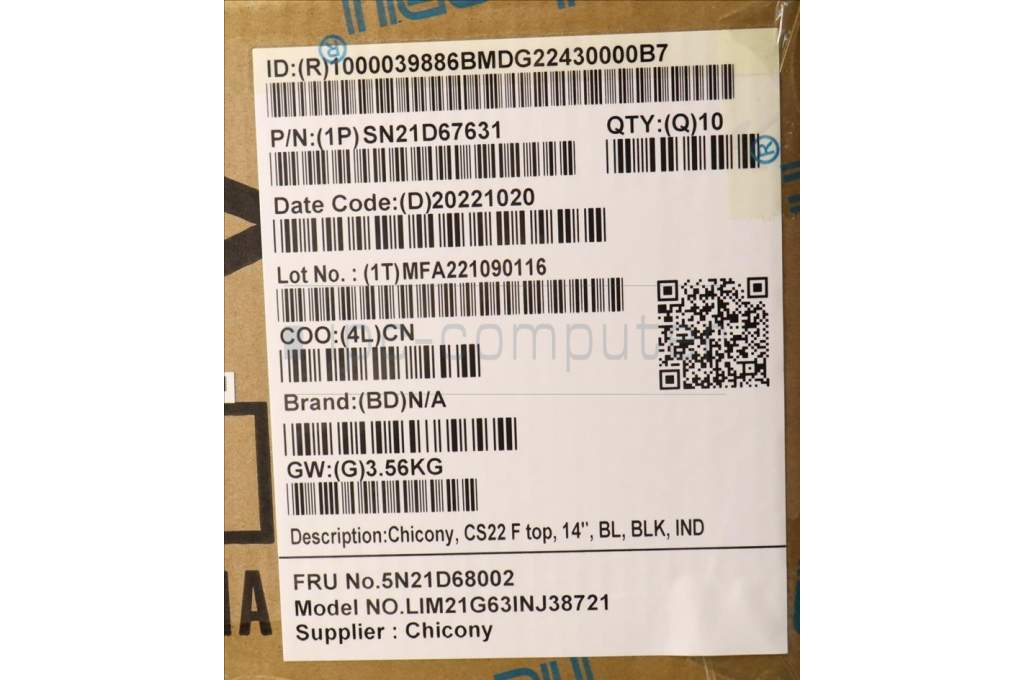 ID:(R)1000039886BMDG22430000B7
P/N:(1P)SN21D67631 QTY:(Q)10
Date Code:(D)20221020
Lot No. : (1T)MFA221090116
COO:(4L)CN
Brand:(BD)N/A
GW:(G)3.56KG
Description:Chicony, CS22 F top, 14", BL, BLK, IND
FRU No.5N21D68002
Model NO.LIM21G63INJ38721
Supplier : Chicony